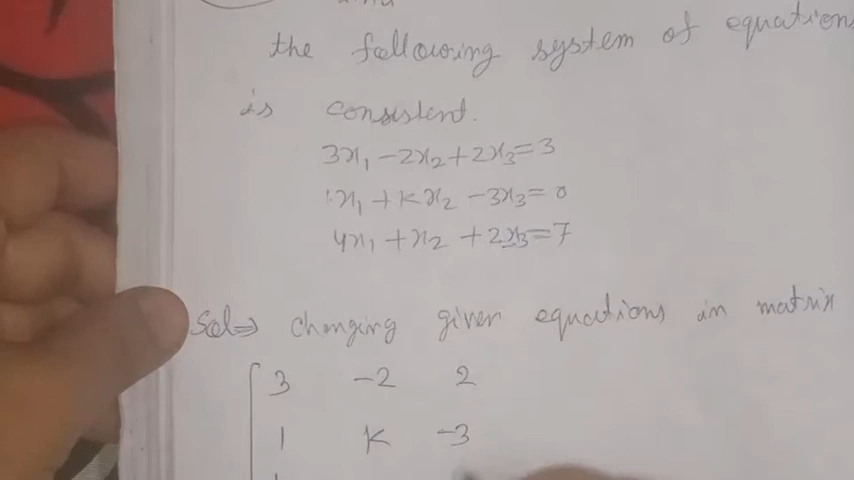 the following system of equation
is consistent.
3x₁ - 2x₂ + 2x₃ = 3
1x₁ + Kx₂ - 3x₃ = 0
4x₁ + x₂ + 2x₃ = 7
Sol⇒ changing given equations in matrix
3 -2 2
1 K -3